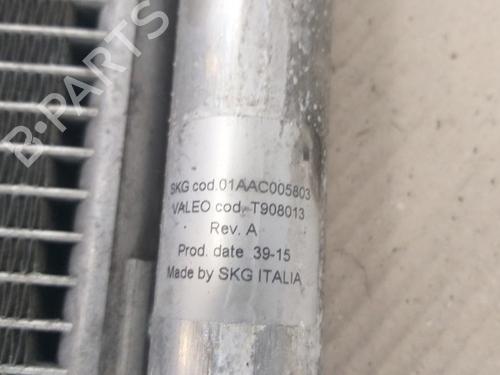 B-PARTS
SKG cod.01AAC005803
VALEO cod. T908013
Rev. A
Prod. date 39-15
Made by SKG ITALIA